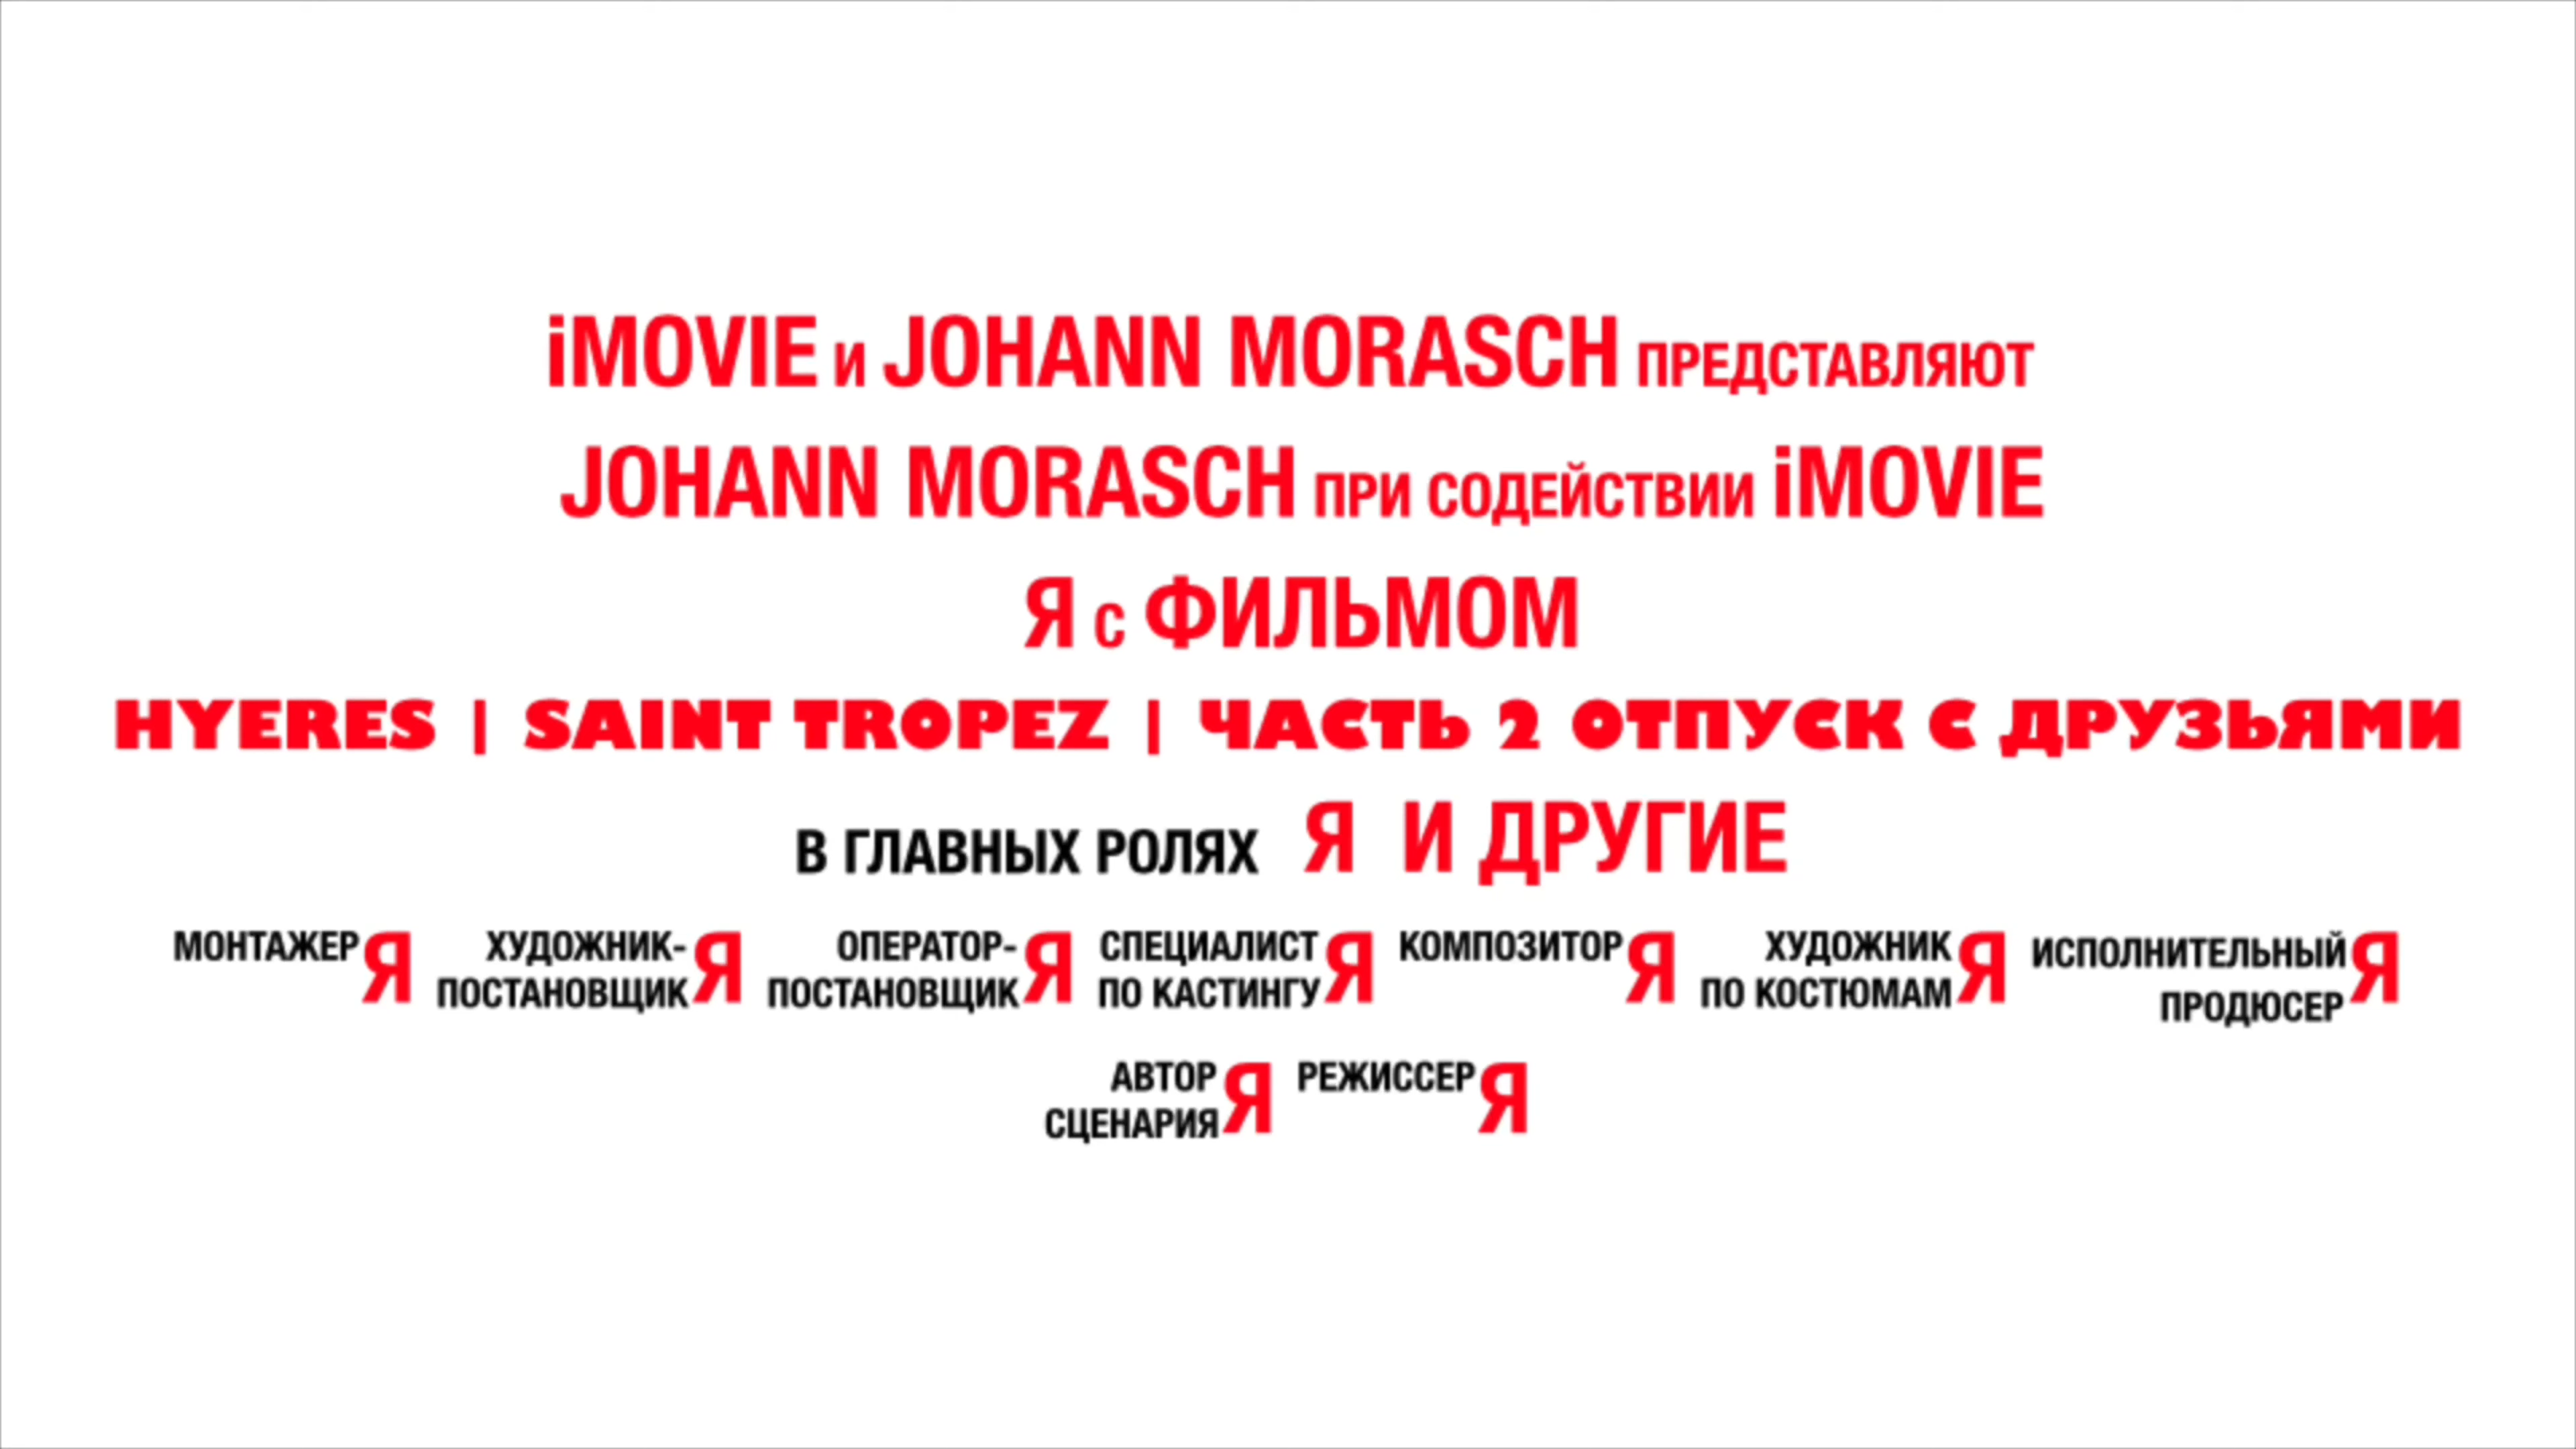 iMOVIE и JOHANN MORASCH ПРЕДСТАВЛЯЮТ
JOHANN MORASCH ПРИ СОДЕЙСТВИИ iMOVIE
Я с ФИЛЬМОМ
HYERES | SAINT TROPEZ | ЧАСТЬ 2 ОТПУСК С ДРУЗЬЯМИ
В ГЛАВНЫХ РОЛЯХ Я И ДРУГИЕ
МОНТАЖЕР Я ХУДОЖНИК-ПОСТАНОВЩИК Я ОПЕРАТОР-ПОСТАНОВЩИК Я СПЕЦИАЛИСТ ПО КАСТИНГУ Я КОМПОЗИТОР Я ХУДОЖНИК ПО КОСТЮМАМ Я ИСПОЛНИТЕЛЬНЫЙ ПРОДЮСЕР Я
АВТОР СЦЕНАРИЯ Я РЕЖИССЕР Я